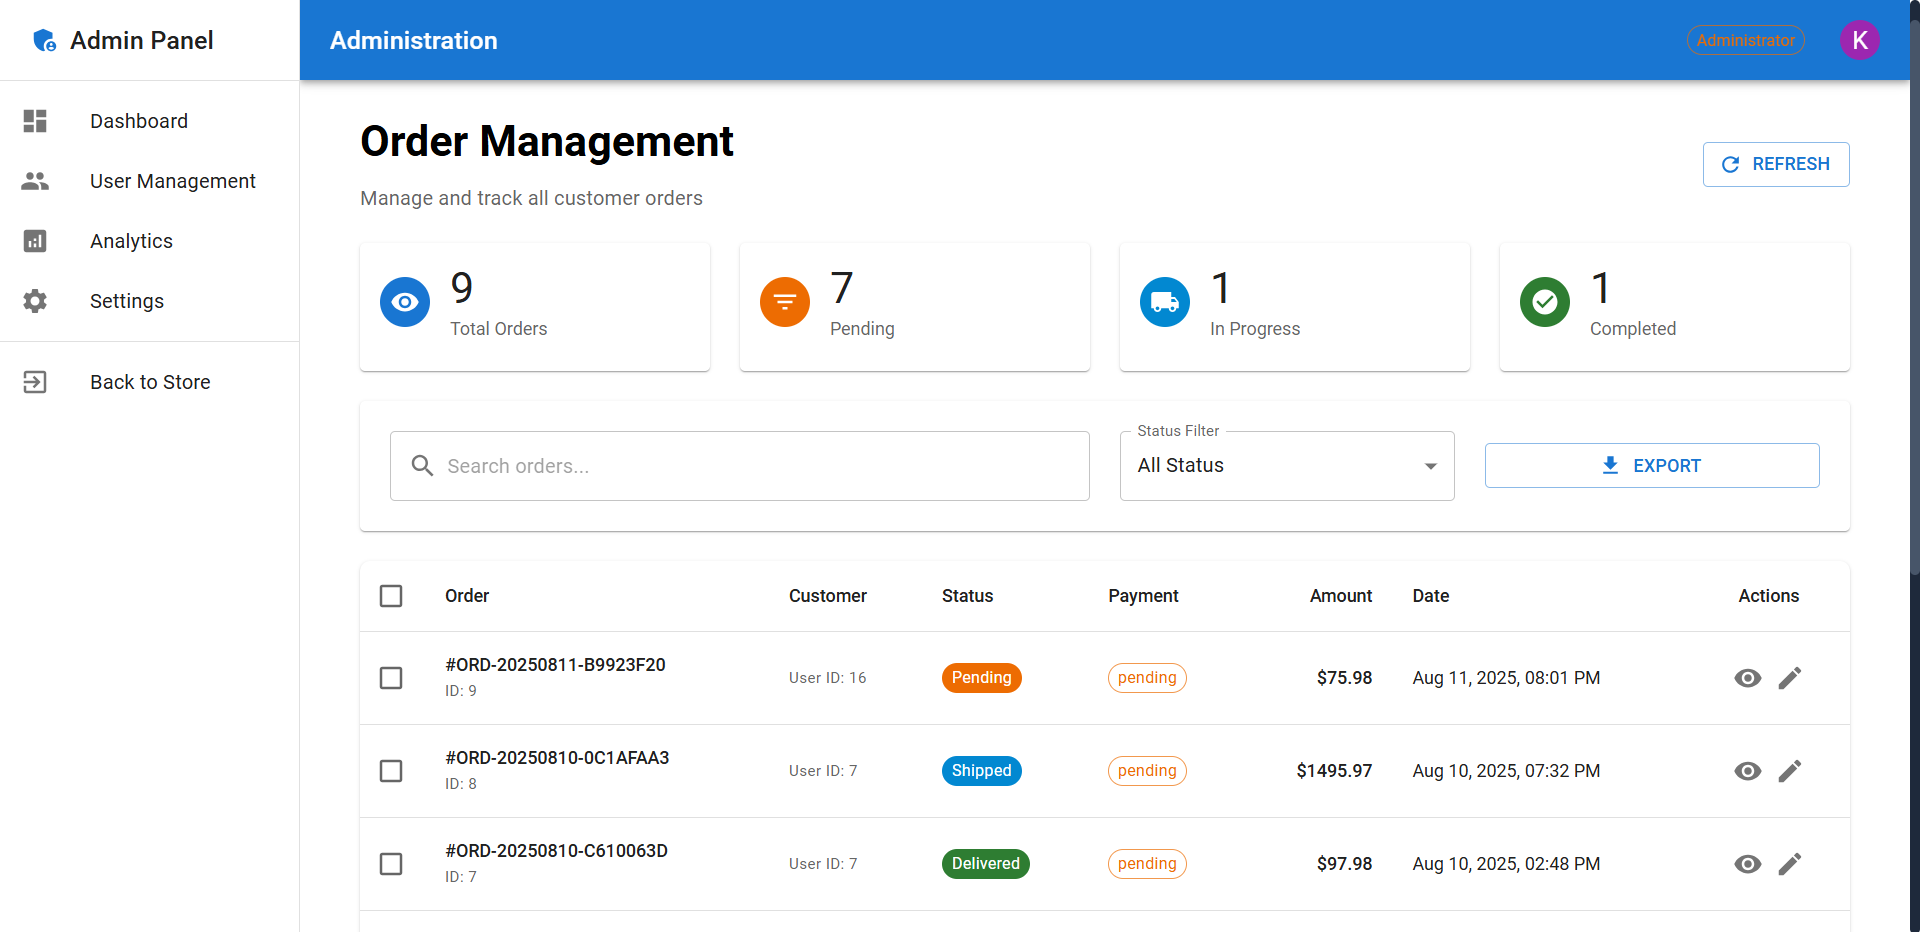 Admin Panel
Administration
Administrator
K
Dashboard
User Management
Analytics
Settings
Back to Store
Order Management
Manage and track all customer orders
REFRESH
9
Total Orders
7
Pending
1
In Progress
1
Completed
Search orders...
Status Filter
All Status
EXPORT
Order Customer Status Payment Amount Date Actions
#ORD-20250811-B9923F20
ID: 9
User ID: 16 Pending pending $75.98 Aug 11, 2025, 08:01 PM
#ORD-20250810-0C1AFAA3
ID: 8
User ID: 7 Shipped pending $1495.97 Aug 10, 2025, 07:32 PM
#ORD-20250810-C610063D
ID: 7
User ID: 7 Delivered pending $97.98 Aug 10, 2025, 02:48 PM